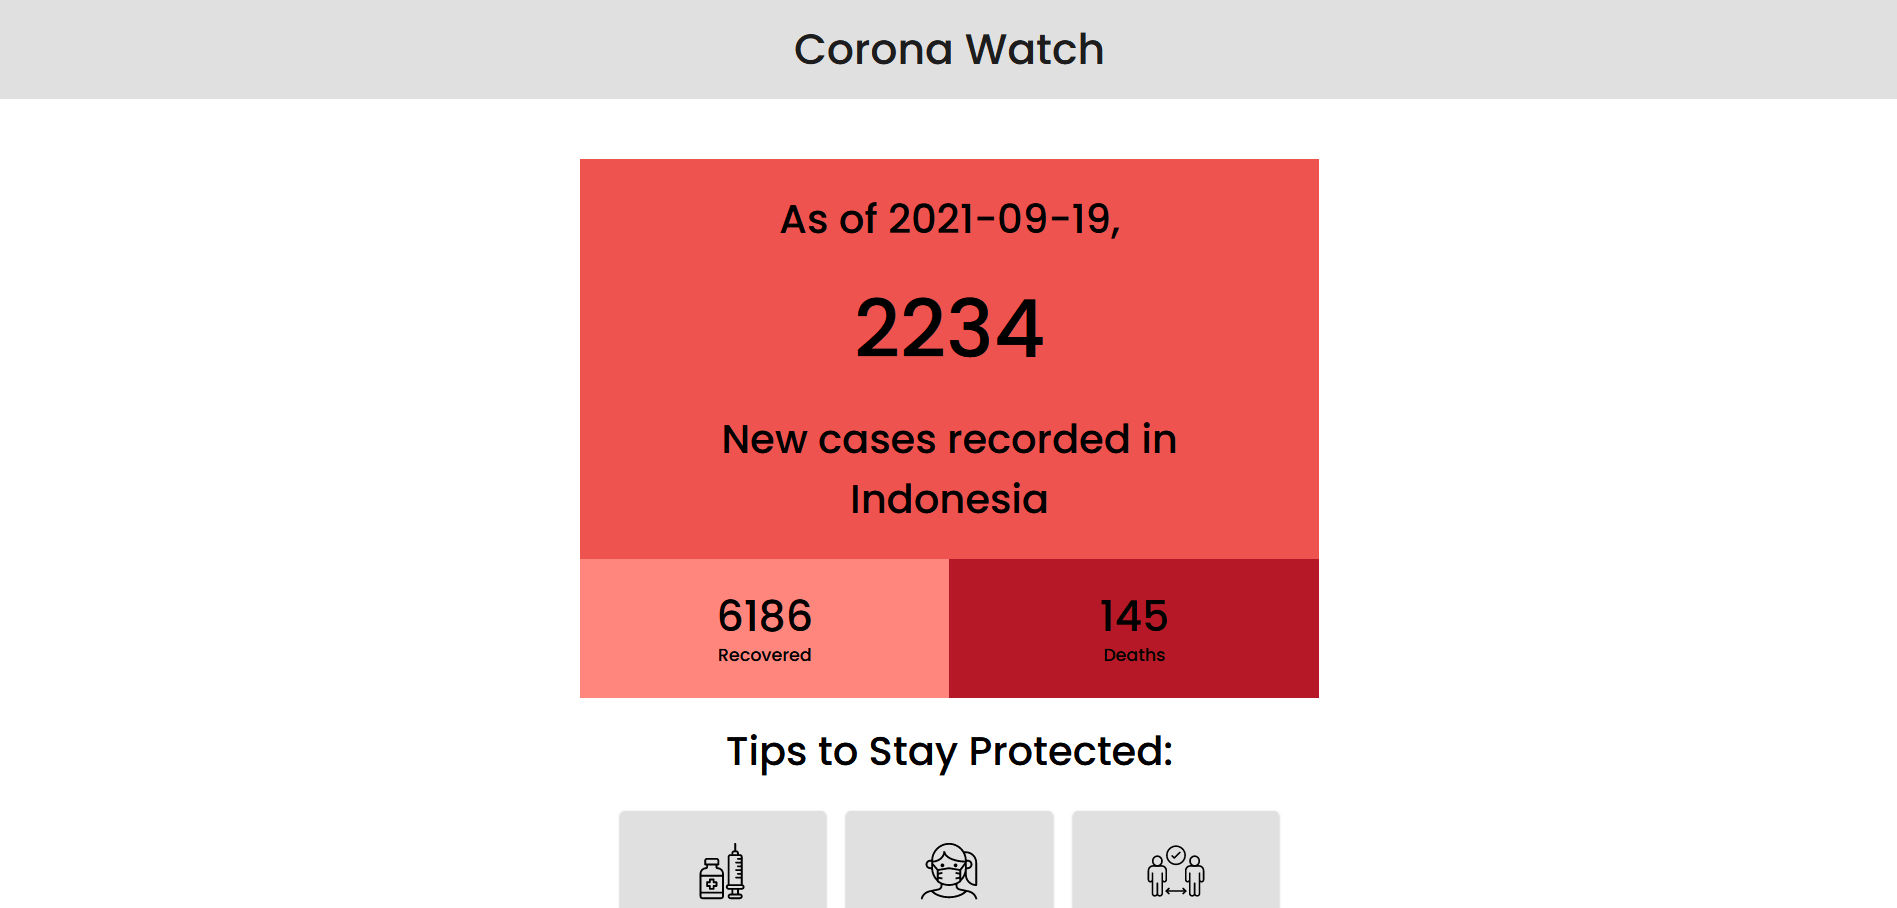 Corona Watch
As of 2021-09-19,
2234
New cases recorded in
Indonesia
6186
Recovered
145
Deaths
Tips to Stay Protected: